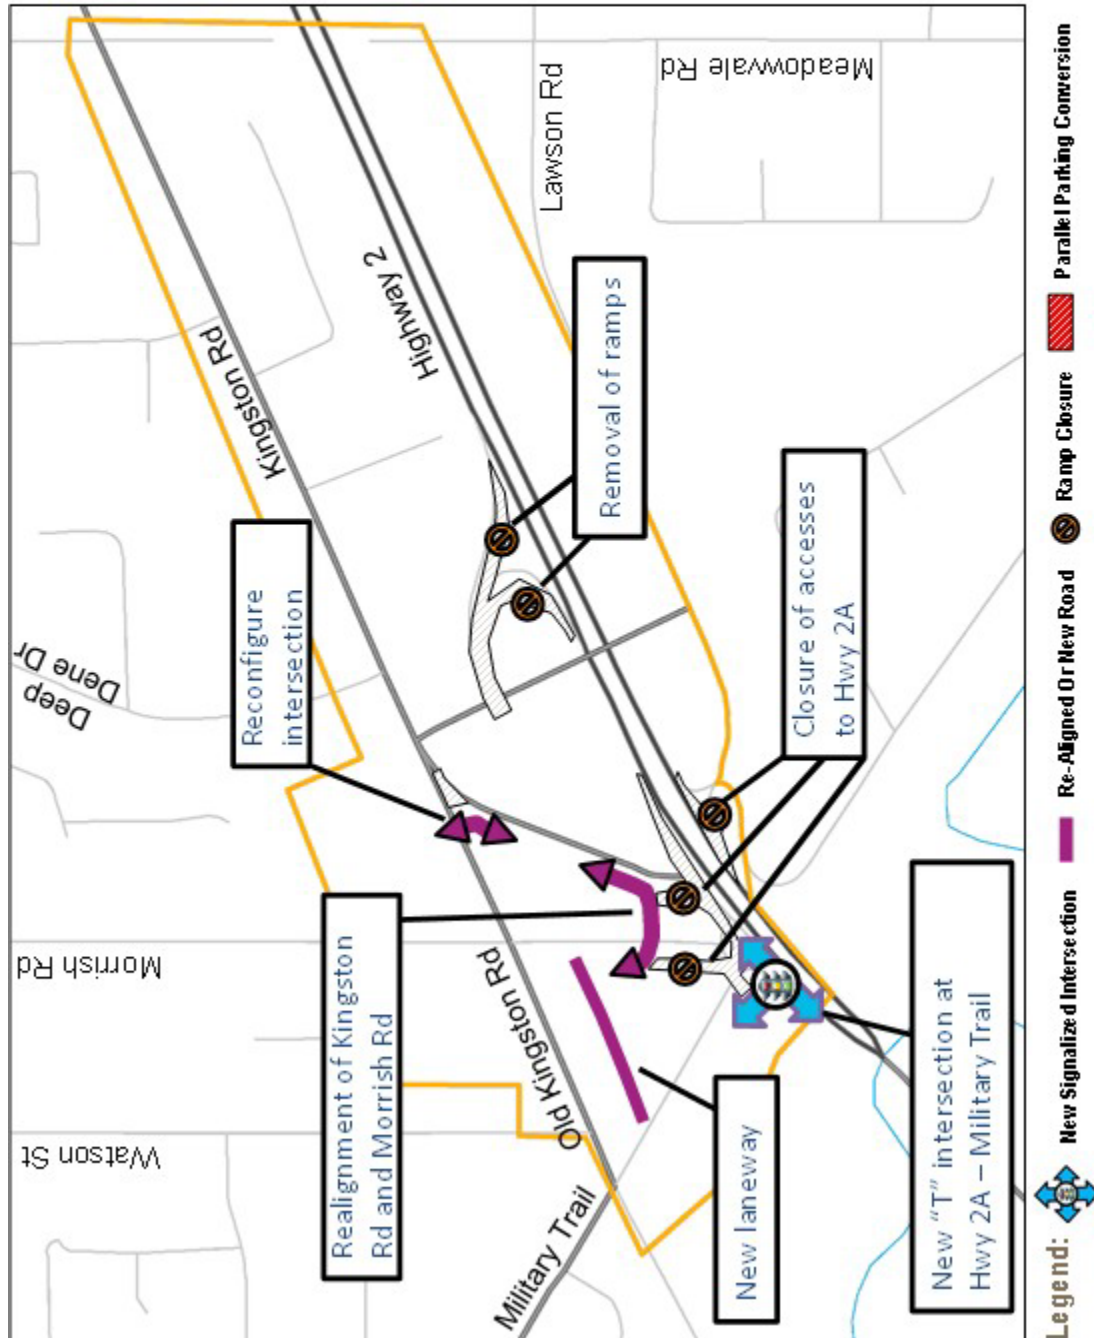 Meadowvale Rd
Lawson Rd
Highway 2
Kingston Rd
Removal of ramps
Reconfigure
intersection
Closure of accesses
to Hwy 2A
Deep
Dene Dr
Morrish Rd
Realignment of Kingston
Rd and Morrish Rd
Old Kingston Rd
Watson St
Military Trail
New laneway
New “T” intersection at
Hwy 2A – Military Trail
Legend:
New Signalized Intersection
Re-Aligned Or New Road
Ramp Closure
Parallel Parking Conversion